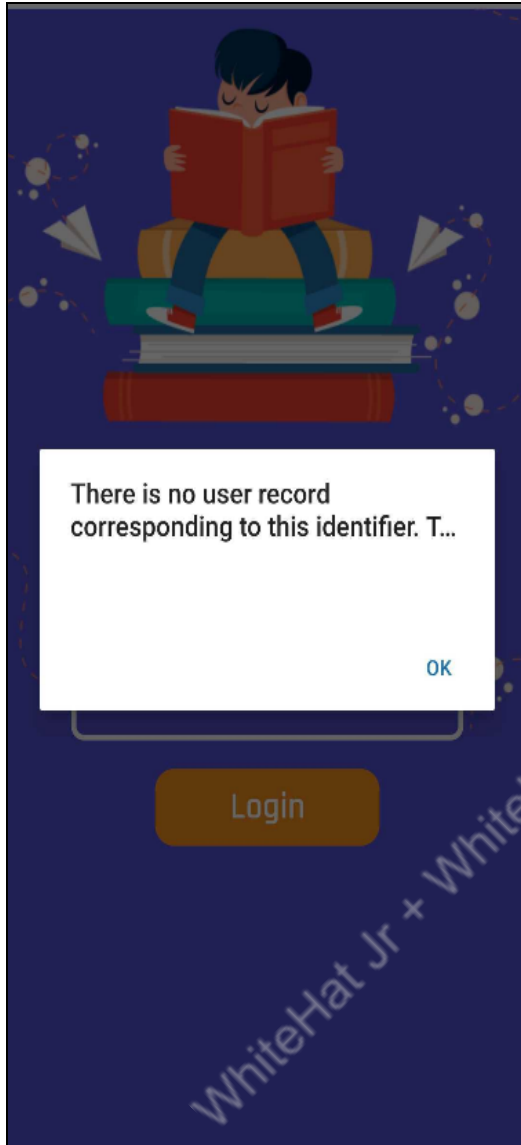 There is no user record
corresponding to this identifier. T...
OK
Login
WhiteHat Jr + White